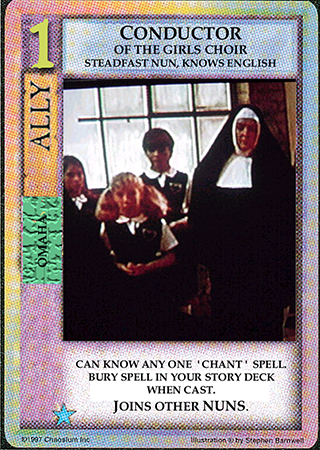 1
CONDUCTOR
OF THE GIRLS CHOIR
STEADFAST NUN, KNOWS ENGLISH
ALLY
OMAHA
CAN KNOW ANY ONE 'CHANT' SPELL.
BURY SPELL IN YOUR STORY DECK
WHEN CAST.
JOINS OTHER NUNS.
©1997 Chaosium Inc.
Illustration © by Stephen Barnwell